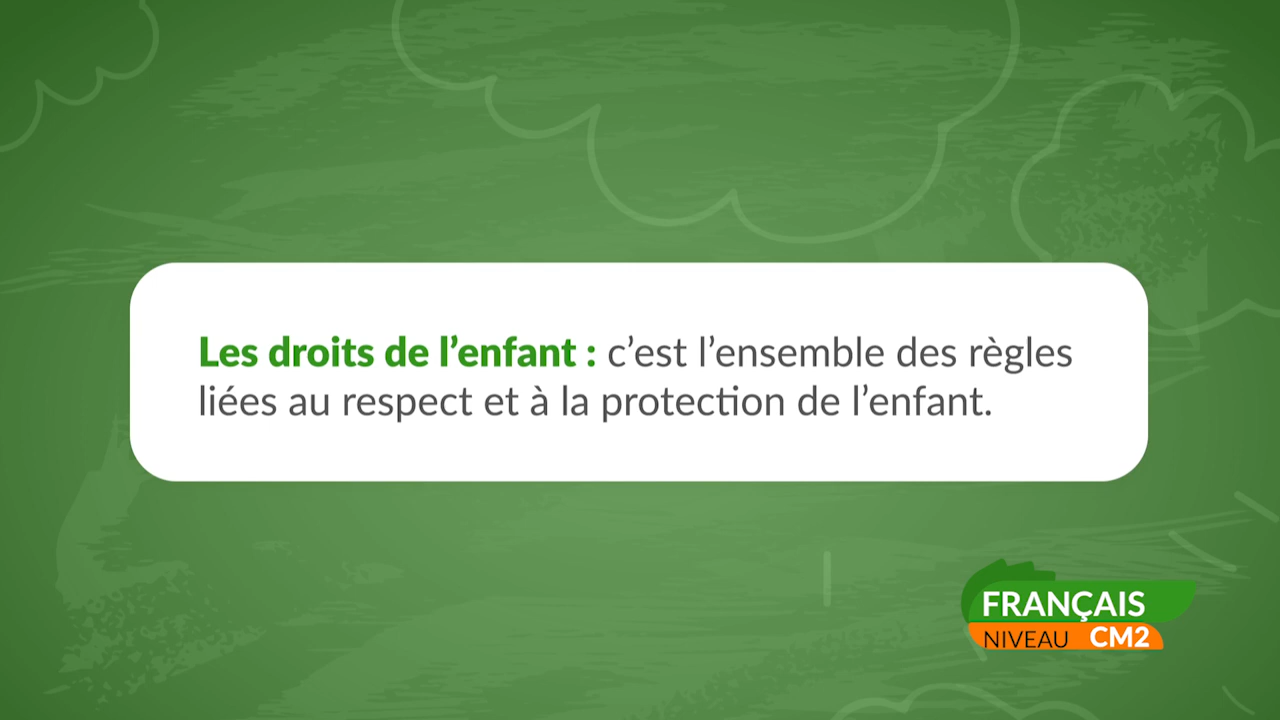 Les droits de l’enfant : c’est l’ensemble des règles
liées au respect et à la protection de l’enfant.
FRANÇAIS
NIVEAU CM2